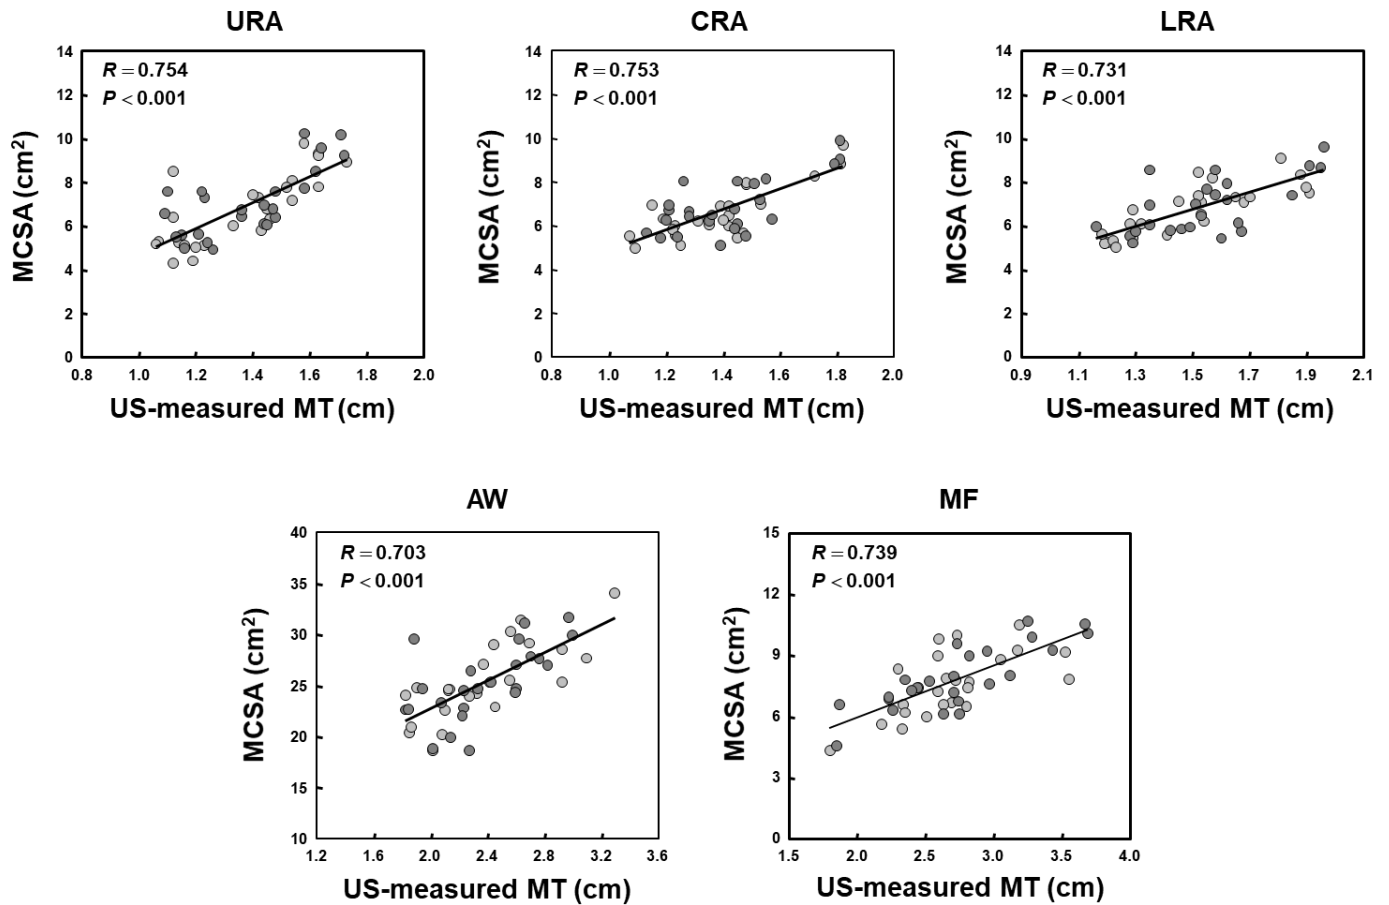 URA
R = 0.754
P < 0.001
14
12
10
8
6
4
2
0
MCSA (cm²)
0.8 1.0 1.2 1.4 1.6 1.8 2.0
US-measured MT (cm)
CRA
R = 0.753
P < 0.001
14
12
10
8
6
4
2
0
MCSA (cm²)
0.8 1.0 1.2 1.4 1.6 1.8 2.0
US-measured MT (cm)
LRA
R = 0.731
P < 0.001
14
12
10
8
6
4
2
0
MCSA (cm²)
0.9 1.1 1.3 1.5 1.7 1.9 2.1
US-measured MT (cm)
AW
R = 0.703
P < 0.001
40
35
30
25
20
15
10
MCSA (cm²)
1.2 1.6 2.0 2.4 2.8 3.2 3.6
US-measured MT (cm)
MF
R = 0.739
P < 0.001
15
12
9
6
3
0
MCSA (cm²)
1.5 2.0 2.5 3.0 3.5 4.0
US-measured MT (cm)